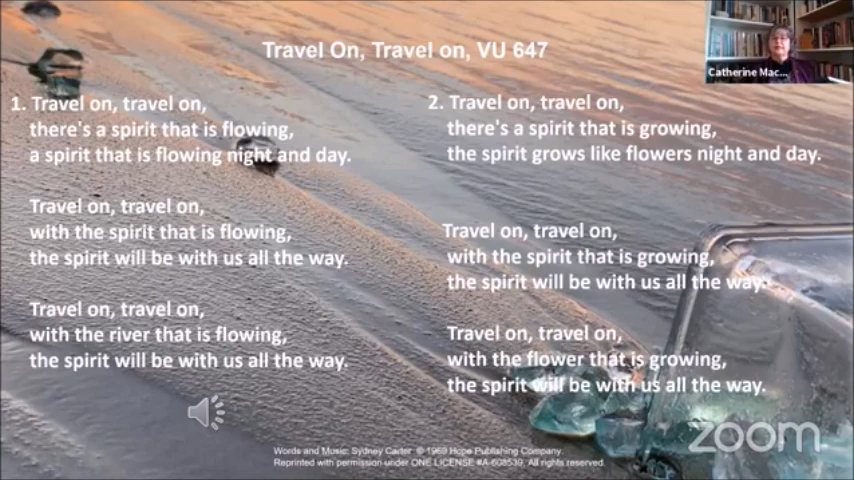 Travel On, Travel on, VU 647
Catherine Mac...
1. Travel on, travel on,
there's a spirit that is flowing,
a spirit that is flowing night and day.
Travel on, travel on,
with the spirit that is flowing,
the spirit will be with us all the way.
Travel on, travel on,
with the river that is flowing,
the spirit will be with us all the way.
2. Travel on, travel on,
there's a spirit that is growing,
the spirit grows like flowers night and day.
Travel on, travel on,
with the spirit that is growing,
the spirit will be with us all the way.
Travel on, travel on,
with the flower that is growing,
the spirit will be with us all the way.
Words and Music: Sydney Carter © 1969 Hope Publishing Company.
Reprinted with permission under ONE LICENSE #A-608539. All rights reserved.
zoom